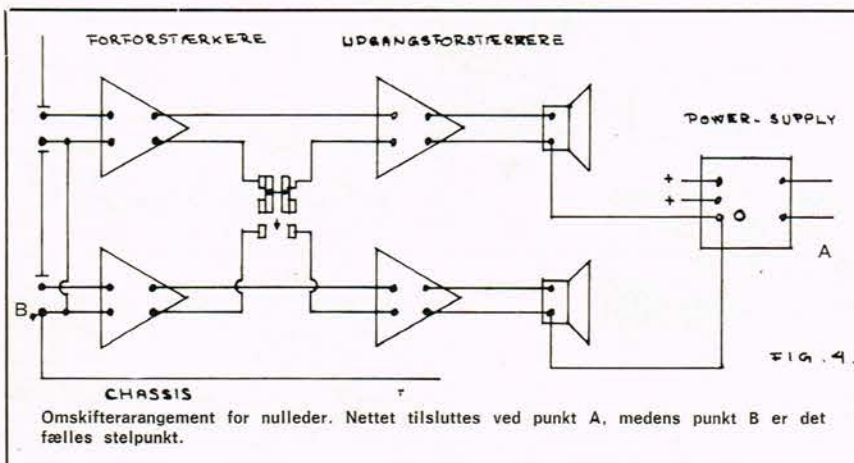 FORFORSTÆRKERE
UDGANGSFORSTÆRKERE
POWER-SUPPLY
+
+
O
A
B
CHASSIS
FIG. 4.
Omskifterarangement for nulleder. Nettet tilsluttes ved punkt A, medens punkt B er det
fælles stelpunkt.